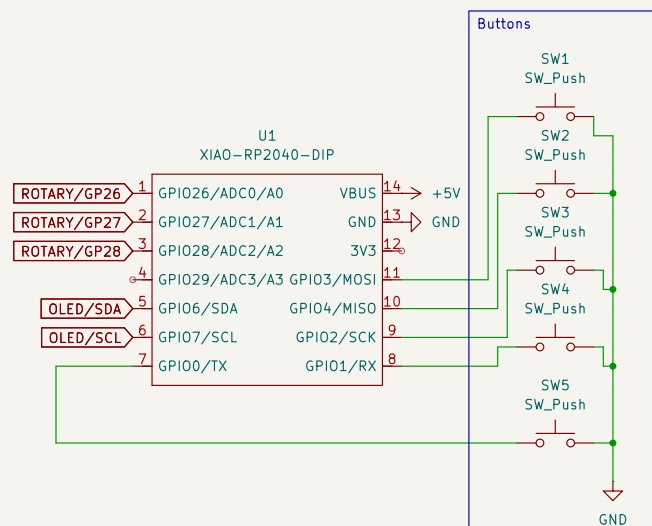 Buttons
SW1
SW_Push
SW2
SW_Push
SW3
SW_Push
SW4
SW_Push
SW5
SW_Push
GND
U1
XIAO-RP2040-DIP
ROTARY/GP26 1 GPIO26/ADC0/A0 VBUS 14 +5V
ROTARY/GP27 2 GPIO27/ADC1/A1 GND 13 GND
ROTARY/GP28 3 GPIO28/ADC2/A2 3V3 12
4 GPIO29/ADC3/A3 GPIO3/MOSI 11
OLED/SDA 5 GPIO6/SDA GPIO4/MISO 10
OLED/SCL 6 GPIO7/SCL GPIO2/SCK 9
7 GPIO0/TX GPIO1/RX 8